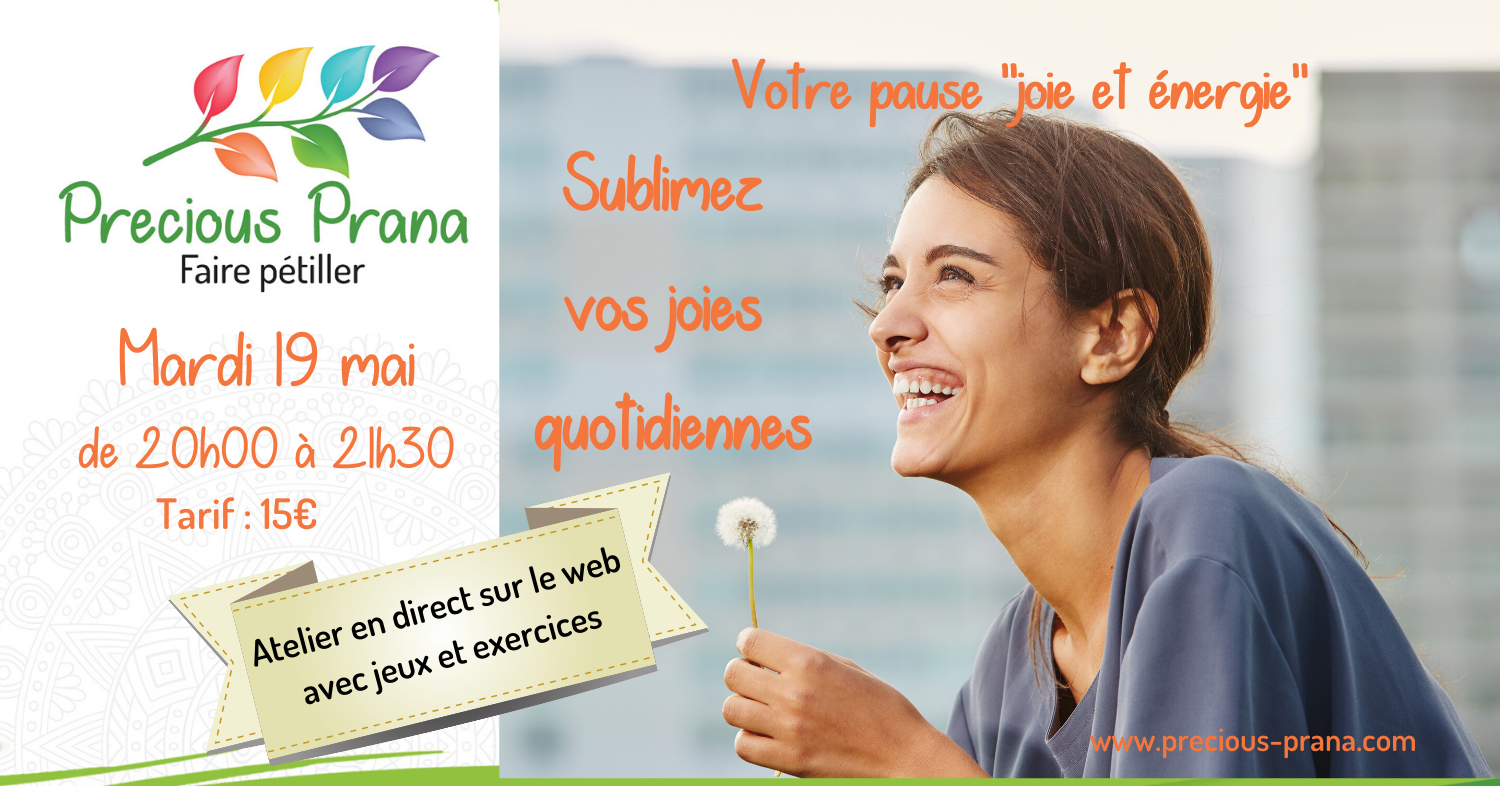 Precious Prana
Faire pétiller
Mardi 19 mai
de 20h00 à 21h30
Tarif : 15€
Atelier en direct sur le web
avec jeux et exercices
Votre pause "joie et énergie"
Sublimez
vos joies
quotidiennes
www.precious-prana.com